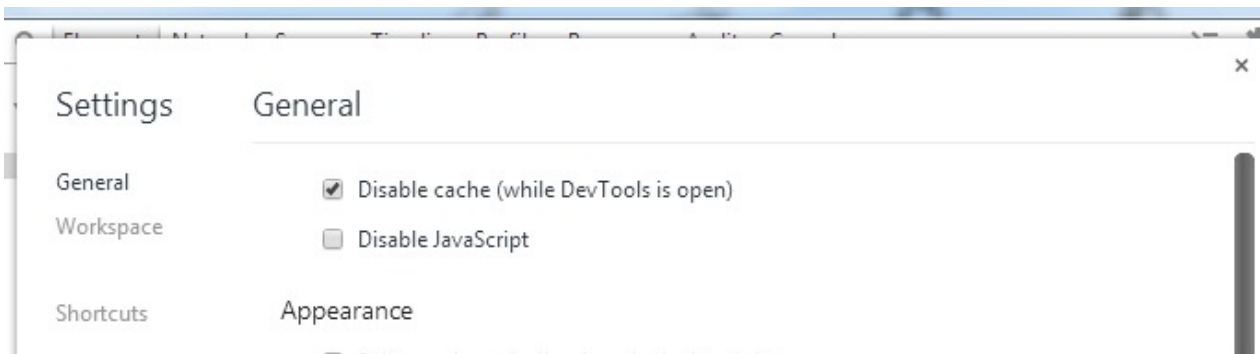 Settings
General
General
Disable cache (while DevTools is open)
Workspace
Disable JavaScript
Shortcuts
Appearance